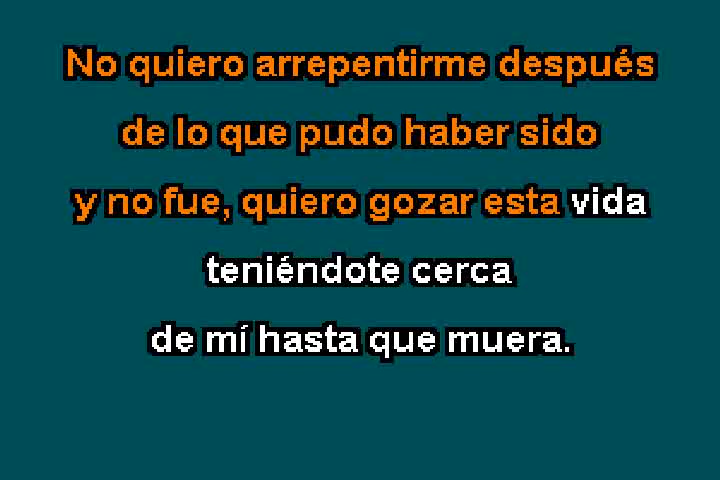 No quiero arrepentirme después
de lo que pudo haber sido
y no fue, quiero gozar esta vida
teniéndote cerca
de mí hasta que muera.